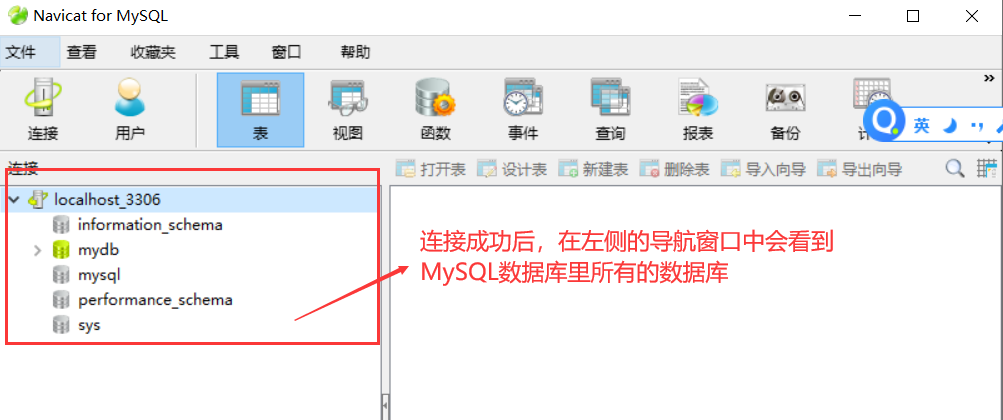 Navicat for MySQL
文件 查看 收藏夹 工具 窗口 帮助
»
连接 用户 表 视图 函数 事件 查询 报表 备份
英
连接
打开表 设计表 新建表 删除表 导入向导 导出向导
localhost_3306
information_schema
mydb
mysql
performance_schema
sys
连接成功后，在左侧的导航窗口中会看到
MySQL数据库里所有的数据库